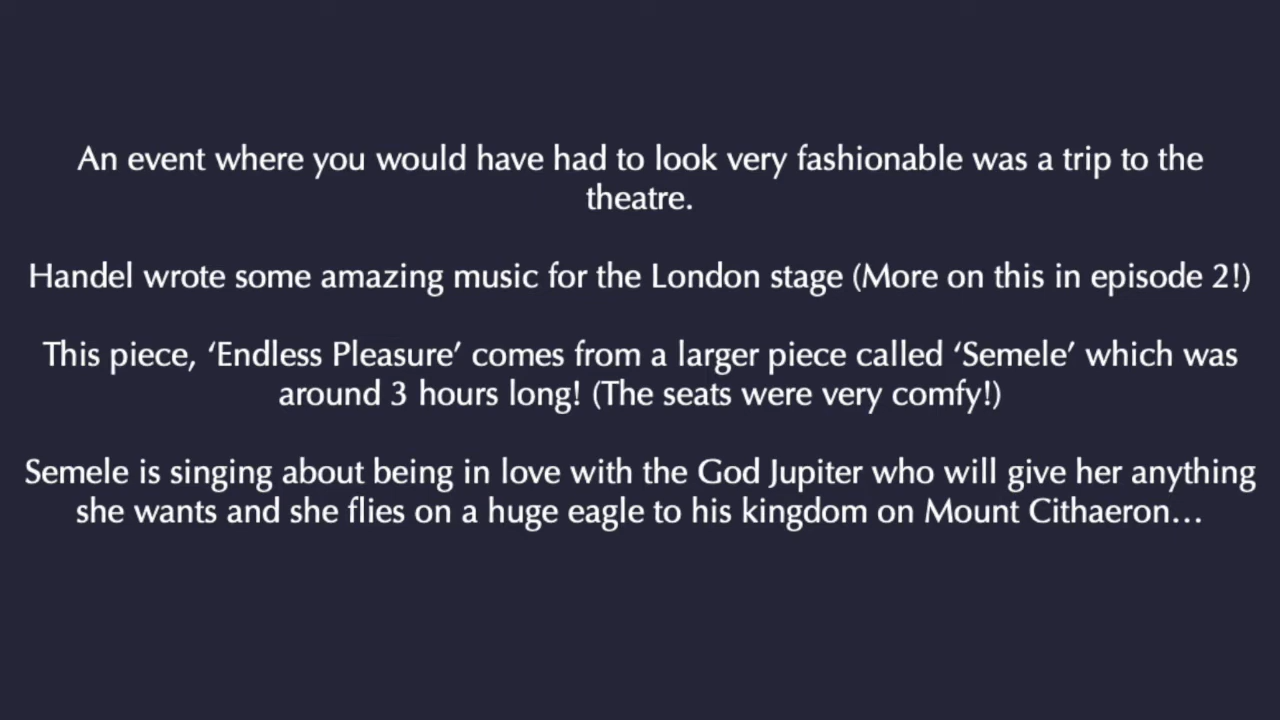 An event where you would have had to look very fashionable was a trip to the
theatre.
Handel wrote some amazing music for the London stage (More on this in episode 2!)
This piece, ‘Endless Pleasure’ comes from a larger piece called ‘Semele’ which was
around 3 hours long! (The seats were very comfy!)
Semele is singing about being in love with the God Jupiter who will give her anything
she wants and she flies on a huge eagle to his kingdom on Mount Cithaeron…